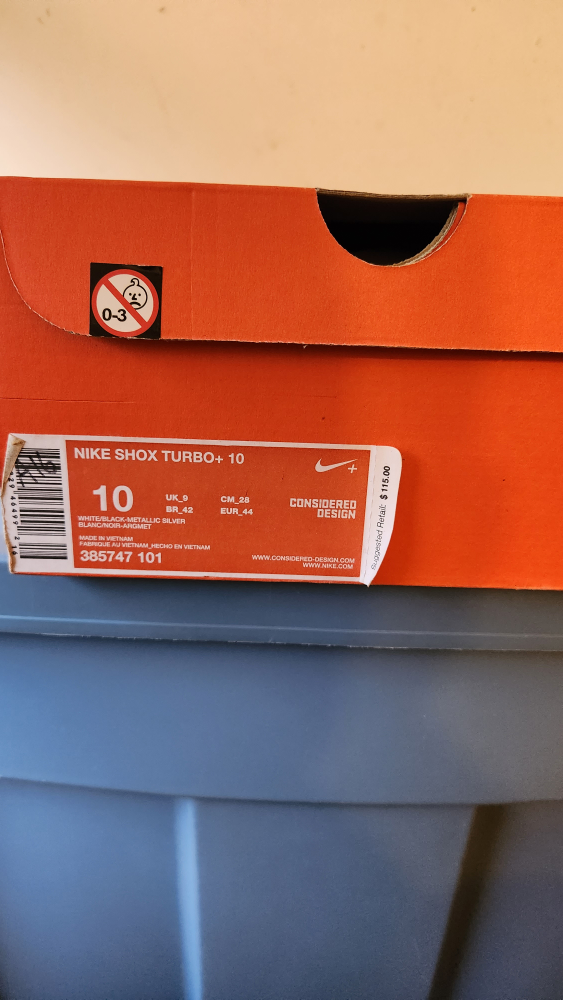 0-3
NIKE SHOX TURBO+ 10
10
UK_9
CM_28
BR_42
EUR_44
CONSIDERED
DESIGN
WHITE/BLACK-METALLIC SILVER
BLANC/NOIR-ARGMET
MADE IN VIETNAM
FABRIQUE AU VIETNAM_HECHO EN VIETNAM
385747 101
WWW.CONSIDERED-DESIGN.COM
WWW.NIKE.COM
Suggested Retail: $ 115.00